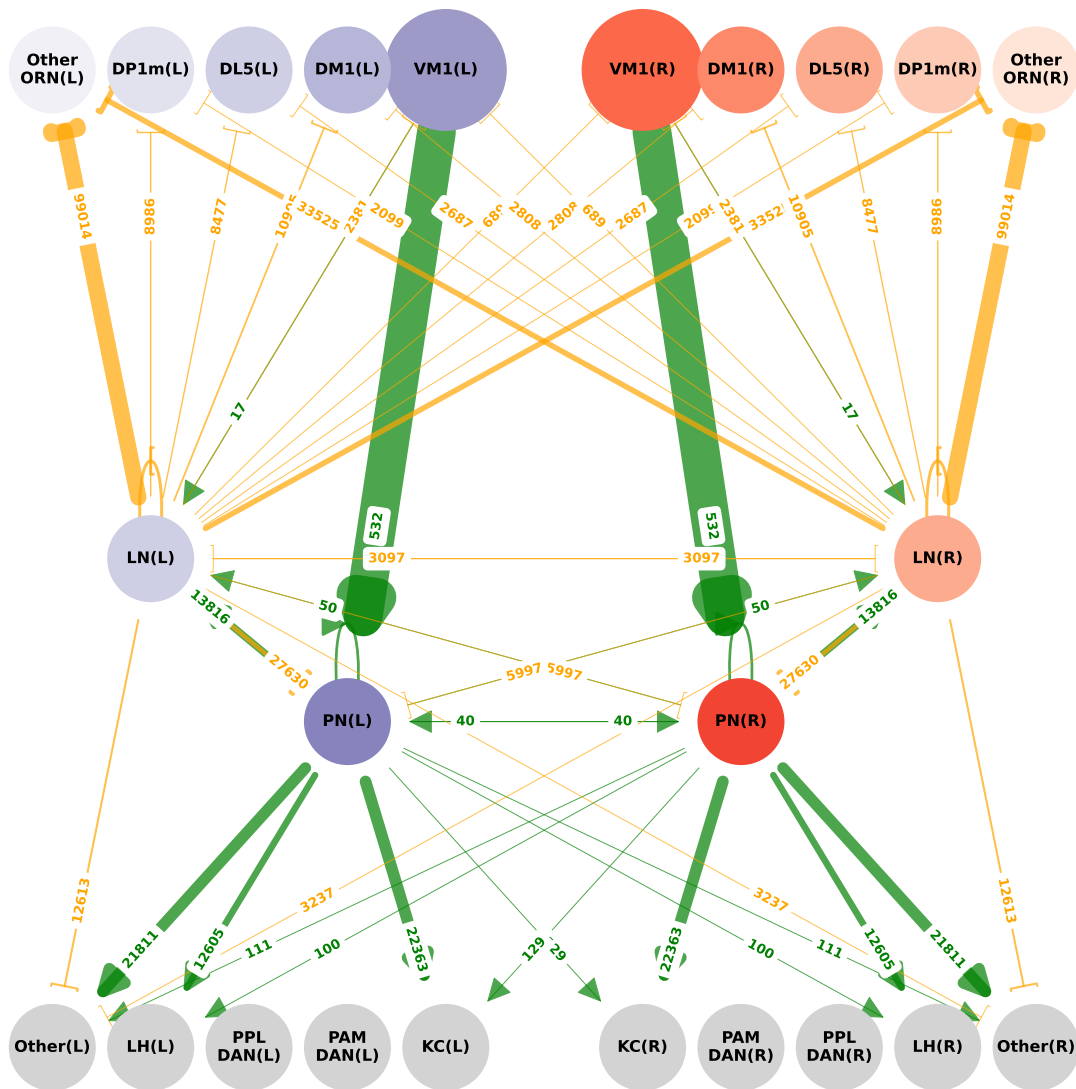 Other
ORN(L)
DP1m(L)
DL5(L)
DM1(L)
VM1(L)
VM1(R)
DM1(R)
DL5(R)
DP1m(R)
Other
ORN(R)
99014
8986
8477
2381
33525
2099
2687
2808
689
2687
2381
10905
8477
8986
99014
17
17
532
532
LN(L)
3097
3097
LN(R)
13816
50
50
13816
27630
5997
5997
27630
PN(L)
40
40
PN(R)
12613
3237
3237
12613
21811
12605
111
100
22363
129
22363
100
111
12605
21811
Other(L)
LH(L)
PPL
DAN(L)
PAM
DAN(L)
KC(L)
KC(R)
PAM
DAN(R)
PPL
DAN(R)
LH(R)
Other(R)